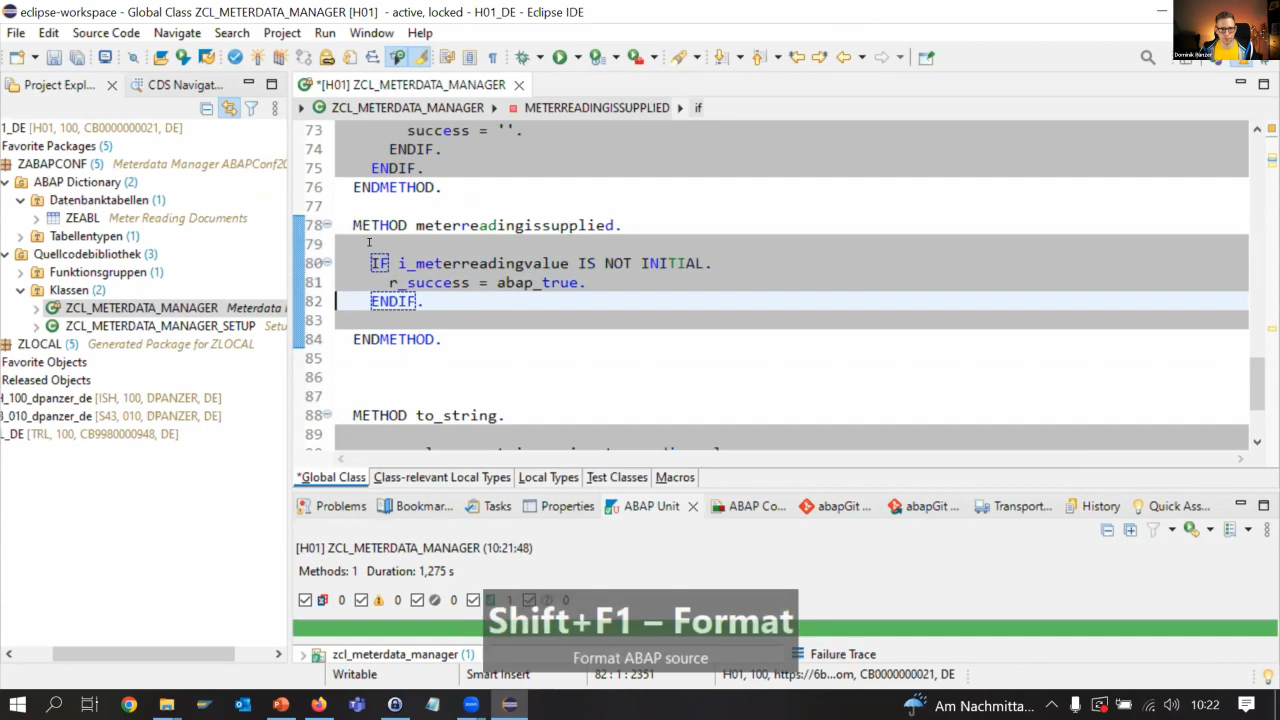 eclipse-workspace - Global Class ZCL_METERDATA_MANAGER [H01] - active, locked - H01_DE - Eclipse IDE
File Edit Source Code Navigate Search Project Run Window Help
Dominik Panzer
Project Expl... CDS Navigat...
*[H01] ZCL_METERDATA_MANAGER
ZCL_METERDATA_MANAGER METERREADINGISSUPPLIED if
1_DE [H01, 100, CB0000000021, DE]
Favorite Packages (5)
ZABAPCONF (5) Meterdata Manager ABAPConf20
ABAP Dictionary (2)
Datenbanktabellen (1)
ZEABL Meter Reading Documents
Tabellentypen (1)
Quellcodebibliothek (3)
Funktionsgruppen (1)
Klassen (2)
ZCL_METERDATA_MANAGER Meterdata
ZCL_METERDATA_MANAGER_SETUP Setu
ZLOCAL (5) Generated Package for ZLOCAL
Favorite Objects
Released Objects
H_100_dpanzer_de [ISH, 100, DPANZER, DE]
3_010_dpanzer_de [S43, 010, DPANZER, DE]
L_DE [TRL, 100, CB9980000948, DE]
73 success = ''.
74 ENDIF.
75 ENDIF.
76 ENDMETHOD.
77
78 METHOD meterreadingissupplied.
79
80 IF i_meterreadingvalue IS NOT INITIAL.
81 r_success = abap_true.
82 ENDIF.
83
84 ENDMETHOD.
85
86
87
88 METHOD to_string.
89
*Global Class Class-relevant Local Types Local Types Test Classes Macros
Problems Bookmar... Tasks Properties ABAP Unit ABAP Co... abapGit ... abapGit ... Transport... History Quick Ass...
[H01] ZCL_METERDATA_MANAGER (10:21:48)
Methods: 1 Duration: 1,275 s
0 0 0 1 0
Shift+F1 – Format
Format ABAP source
zcl_meterdata_manager (1) Failure Trace
Writable Smart Insert 82 : 1 : 2351 H01, 100, https://6b...om, CB0000000021, DE
Am Nachmitta... 10:22